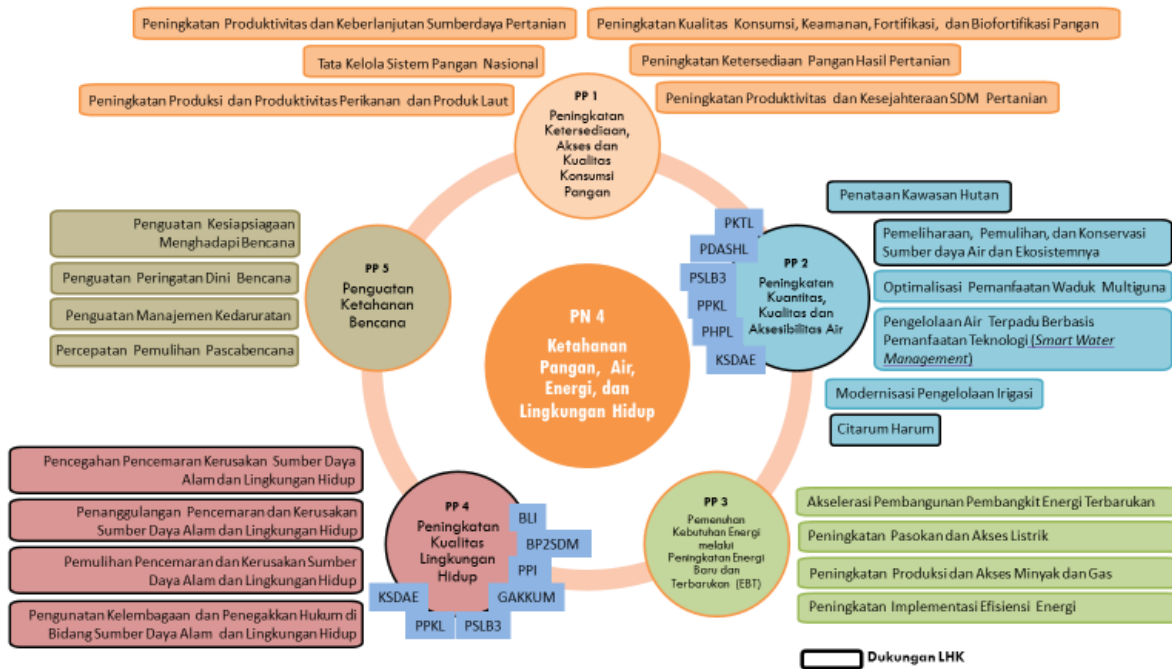 Peningkatan Produktivitas dan Keberlanjutan Sumberdaya Pertanian
Peningkatan Kualitas Konsumsi, Keamanan, Fortifikasi, dan Biofortifikasi Pangan
Tata Kelola Sistem Pangan Nasional
Peningkatan Ketersediaan Pangan Hasil Pertanian
Peningkatan Produksi dan Produktivitas Perikanan dan Produk Laut
Peningkatan Produktivitas dan Kesejahteraan SDM Pertanian
PP 1
Peningkatan
Ketersediaan,
Akses dan
Kualitas
Konsumsi
Pangan
Penataan Kawasan Hutan
Pemeliharaan, Pemulihan, dan Konservasi
Sumber daya Air dan Ekosistemnya
Optimalisasi Pemanfaatan Waduk Multiguna
Pengelolaan Air Terpadu Berbasis
Pemanfaatan Teknologi (Smart Water
Management)
Modernisasi Pengelolaan Irigasi
Citarum Harum
PKTL
PDASHL
PSLB3
PPKL
PHPL
KSDAE
PP 2
Peningkatan
Kuantitas,
Kualitas dan
Aksesibilitas Air
PN 4
Ketahanan
Pangan, Air,
Energi, dan
Lingkungan Hidup
Penguatan Kesiapsiagaan
Menghadapi Bencana
Penguatan Peringatan Dini Bencana
Penguatan Manajemen Kedaruratan
Percepatan Pemulihan Pascabencana
PP 5
Penguatan
Ketahanan
Bencana
Pencegahan Pencemaran Kerusakan Sumber Daya
Alam dan Lingkungan Hidup
Penanggulangan Pencemaran dan Kerusakan
Sumber Daya Alam dan Lingkungan Hidup
Pemulihan Pencemaran dan Kerusakan Sumber
Daya Alam dan Lingkungan Hidup
Pengunatan Kelembagaan dan Penegakkan Hukum di
Bidang Sumber Daya Alam dan Lingkungan Hidup
PP 4
Peningkatan
Kualitas
Lingkungan
Hidup
BLI
BP2SDM
PPI
GAKKUM
KSDAE
PPKL
PSLB3
PP 3
Pemenuhan
Kebutuhan Energi
melalui
Peningkatan Energi
Baru dan
Terbarukan (EBT)
Akselerasi Pembangunan Pembangkit Energi Terbarukan
Peningkatan Pasokan dan Akses Listrik
Peningkatan Produksi dan Akses Minyak dan Gas
Peningkatan Implementasi Efisiensi Energi
Dukungan LHK